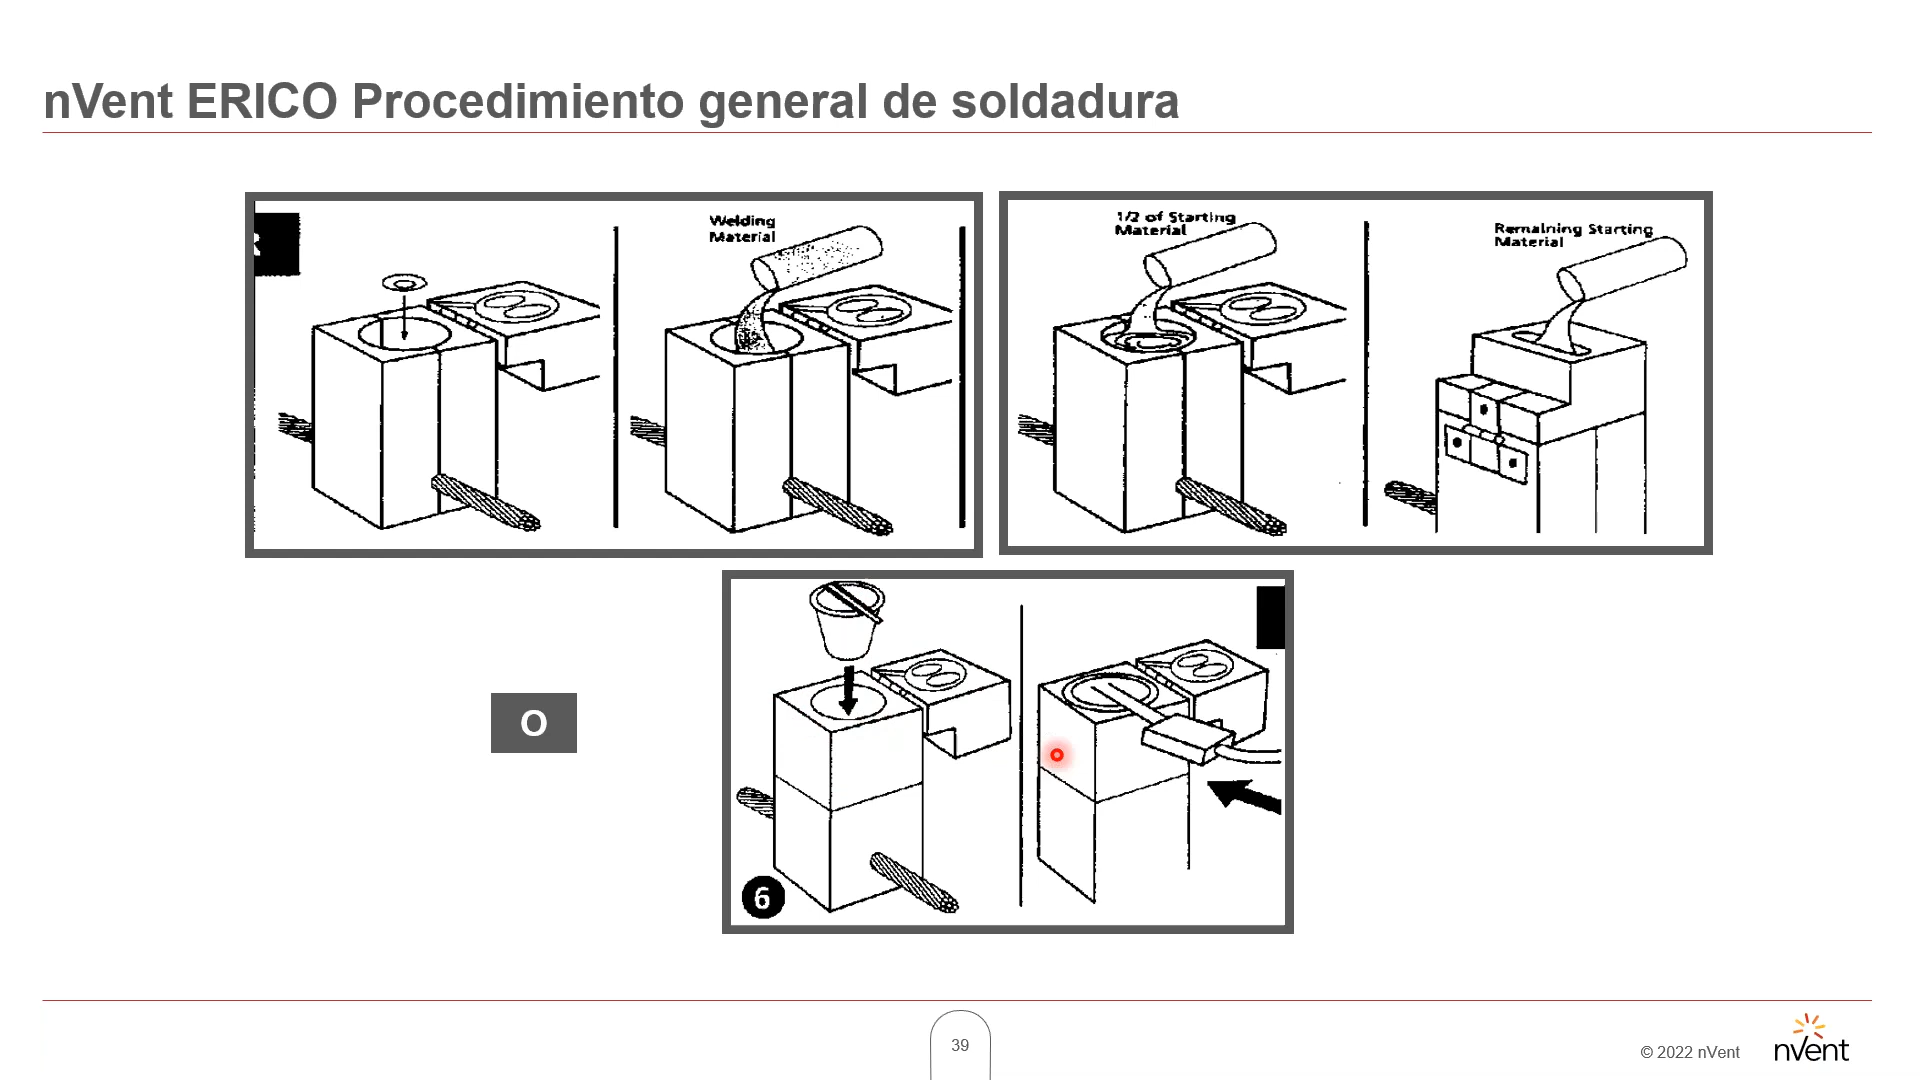 nVent ERICO Procedimiento general de soldadura
Welding
Material
1/2 of Starting
Material
Remaining Starting
Material
O
6
39
© 2022 nVent
nVent